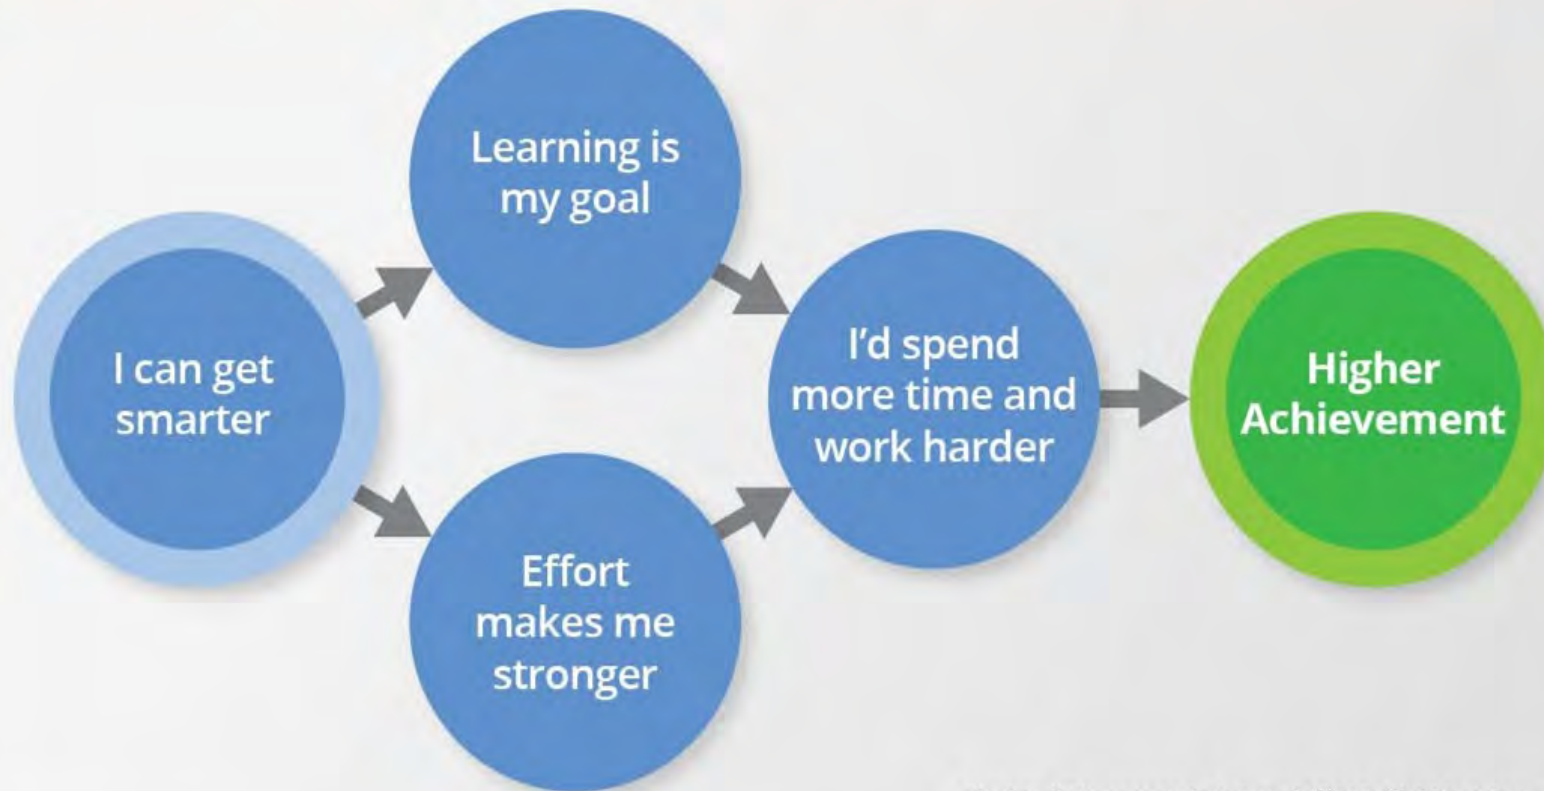 Learning is
my goal
I can get
smarter
I'd spend
more time and
work harder
Higher
Achievement
Effort
makes me
stronger